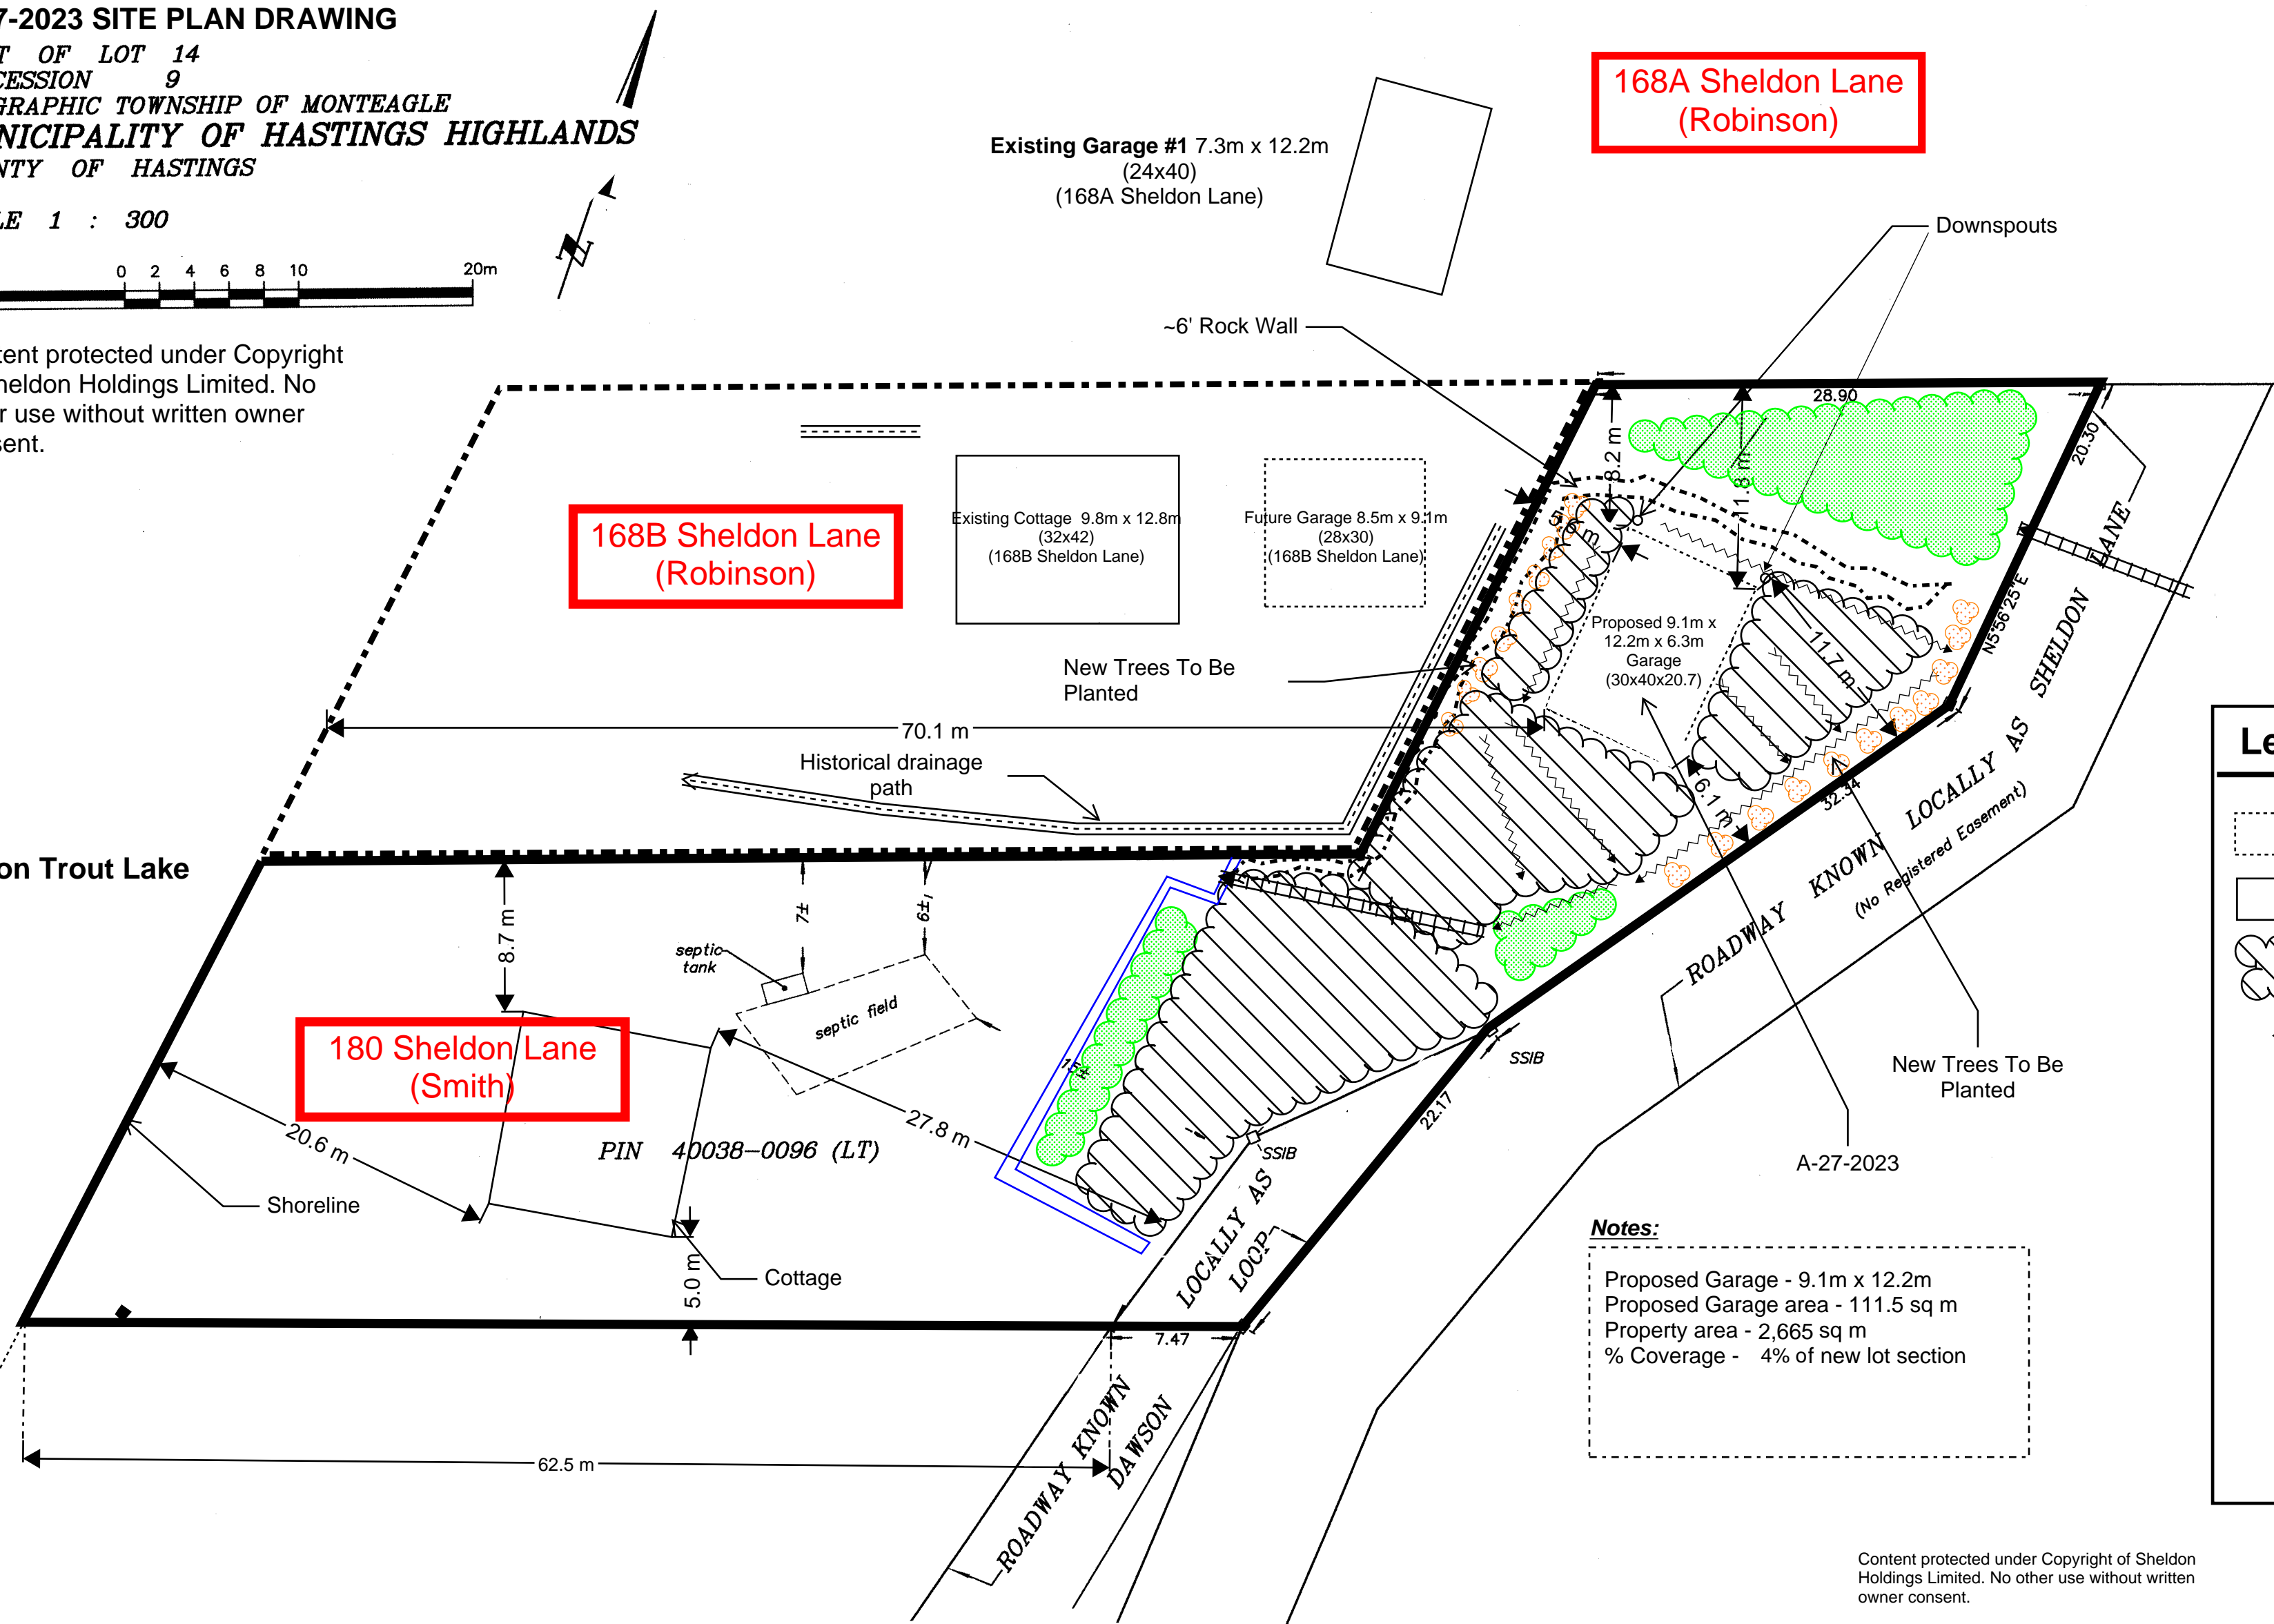 7-2023 SITE PLAN DRAWING
T OF LOT 14
CESSION 9
GRAPHIC TOWNSHIP OF MONTEAGLE
NICIPALITY OF HASTINGS HIGHLANDS
NTY OF HASTINGS
LE 1 : 300
0 2 4 6 8 10 20m
N
tent protected under Copyright
heldon Holdings Limited. No
r use without written owner
sent.
Existing Garage #1 7.3m x 12.2m
(24x40)
(168A Sheldon Lane)
168A Sheldon Lane
(Robinson)
Downspouts
~6' Rock Wall
28.90
20.30
8.2 m
11.8 m
N5°56'25"E
168B Sheldon Lane
(Robinson)
Existing Cottage 9.8m x 12.8m
(32x42)
(168B Sheldon Lane)
Future Garage 8.5m x 9.1m
(28x30)
(168B Sheldon Lane)
Proposed 9.1m x
12.2m x 6.3m
Garage
(30x40x20.7)
11.7 m
6.1 m
32.34
New Trees To Be
Planted
70.1 m
Historical drainage
path
ROADWAY KNOWN LOCALLY AS SHELDON LANE
(No Registered Easement)
Le
on Trout Lake
8.7 m
7±
6±
septic
tank
septic field
15±
180 Sheldon Lane
(Smith)
20.6 m
27.8 m
PIN 40038-0096 (LT)
Shoreline
Cottage
5.0 m
SSIB
SSIB
22.17
7.47
62.5 m
ROADWAY KNOWN LOCALLY AS
DAWSON LOOP
New Trees To Be
Planted
A-27-2023
Notes:
Proposed Garage - 9.1m x 12.2m
Proposed Garage area - 111.5 sq m
Property area - 2,665 sq m
% Coverage - 4% of new lot section
Content protected under Copyright of Sheldon
Holdings Limited. No other use without written
owner consent.